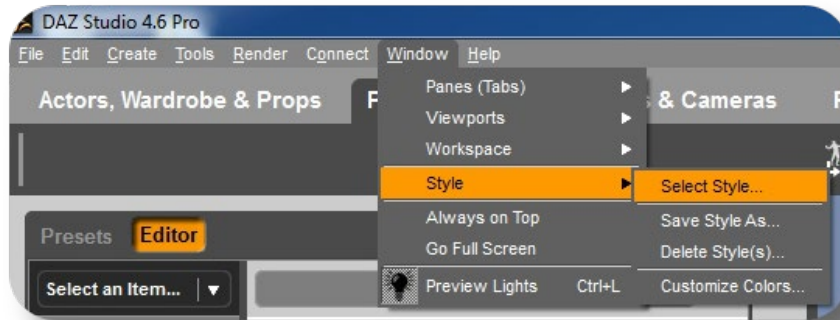 DAZ Studio 4.6 Pro
File Edit Create Tools Render Connect Window Help
Actors, Wardrobe & Props
& Cameras
Panes (Tabs)
Viewports
Workspace
Style
Always on Top
Go Full Screen
Preview Lights Ctrl+L
Select Style...
Save Style As...
Delete Style(s)...
Customize Colors...
Presets Editor
Select an Item...